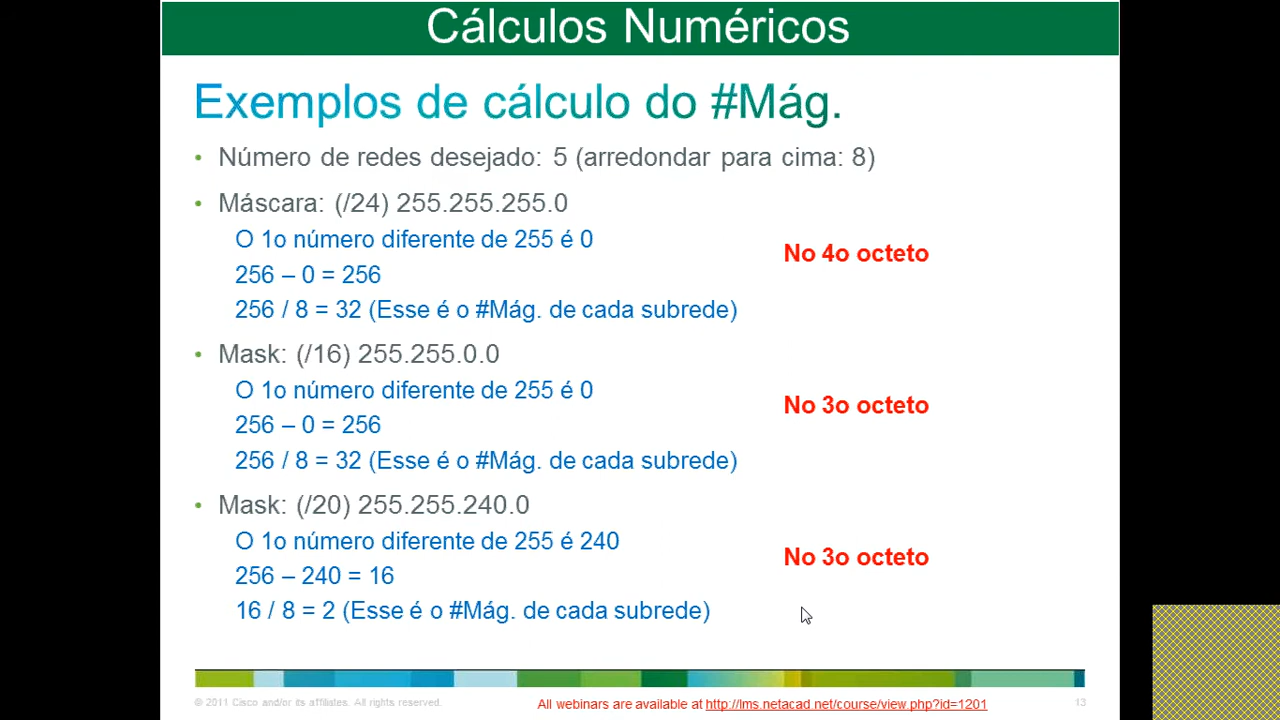 Cálculos Numéricos
Exemplos de cálculo do #Mág.
• Número de redes desejado: 5 (arredondar para cima: 8)
• Máscara: (/24) 255.255.255.0
O 1o número diferente de 255 é 0
No 4o octeto
256 – 0 = 256
256 / 8 = 32 (Esse é o #Mág. de cada subrede)
• Mask: (/16) 255.255.0.0
O 1o número diferente de 255 é 0
No 3o octeto
256 – 0 = 256
256 / 8 = 32 (Esse é o #Mág. de cada subrede)
• Mask: (/20) 255.255.240.0
O 1o número diferente de 255 é 240
No 3o octeto
256 – 240 = 16
16 / 8 = 2 (Esse é o #Mág. de cada subrede)
© 2011 Cisco and/or its affiliates. All rights reserved.
All webinars are available at http://lms.netacad.net/course/view.php?id=1201
13